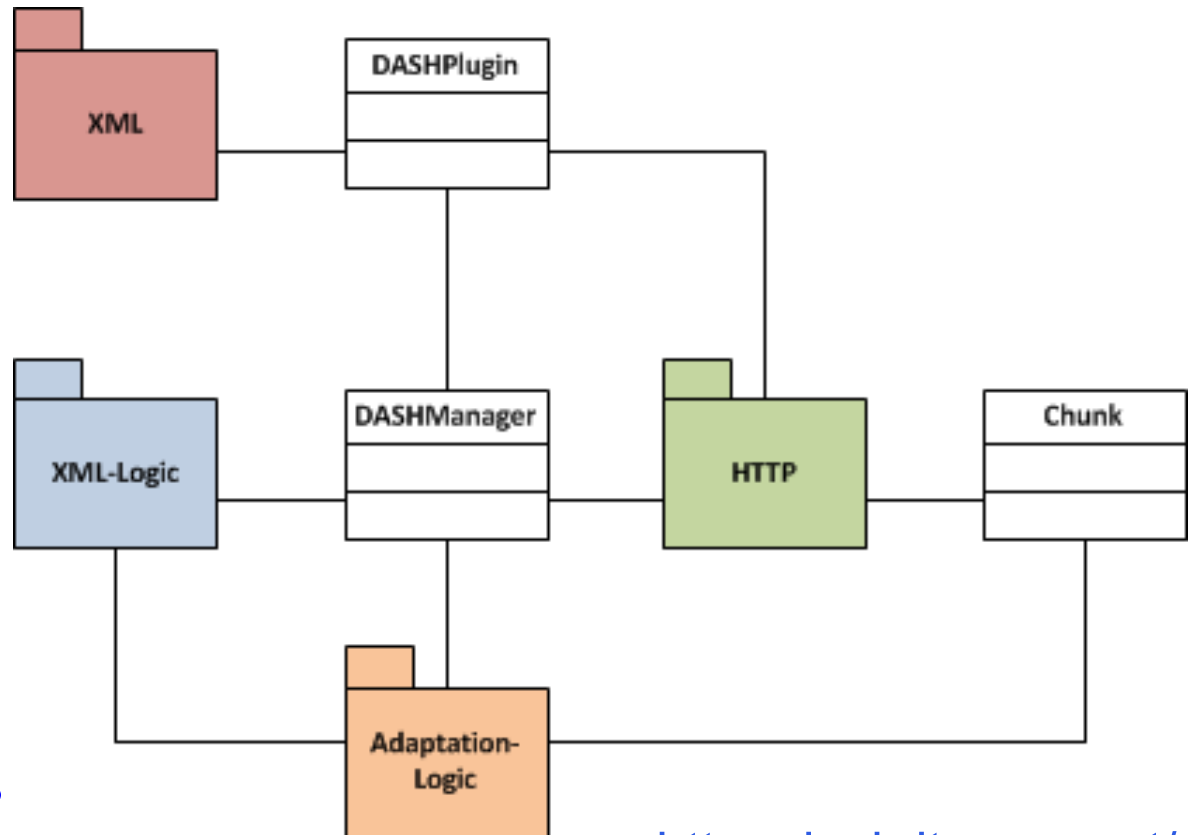 DASHPlugin
XML
DASHManager
Chunk
XML-Logic
HTTP
Adaptation-
Logic